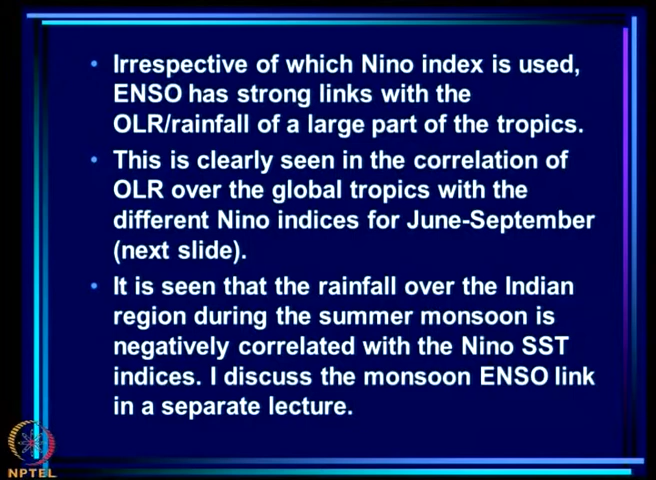 • Irrespective of which Nino index is used,
ENSO has strong links with the
OLR/rainfall of a large part of the tropics.
• This is clearly seen in the correlation of
OLR over the global tropics with the
different Nino indices for June-September
(next slide).
• It is seen that the rainfall over the Indian
region during the summer monsoon is
negatively correlated with the Nino SST
indices. I discuss the monsoon ENSO link
in a separate lecture.
NPTEL